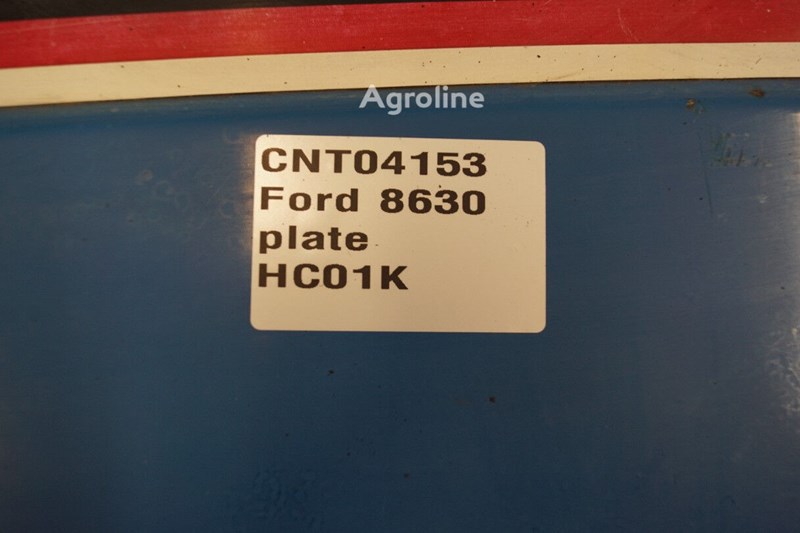 Agroline
CNT04153
Ford 8630
plate
HC01K